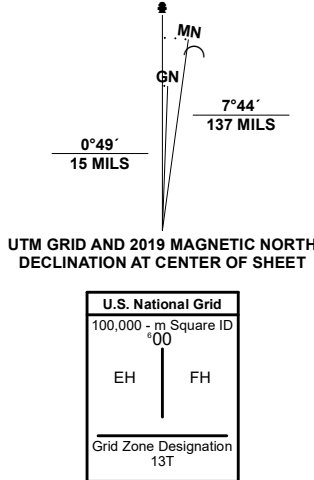 MN
GN
7°44´
137 MILS
0°49´
15 MILS
UTM GRID AND 2019 MAGNETIC NORTH
DECLINATION AT CENTER OF SHEET
U.S. National Grid
100,000 - m Square ID
⁶00
EH FH
Grid Zone Designation
13T